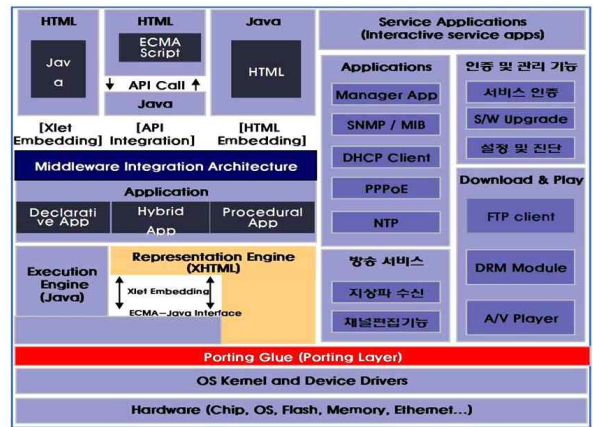 HTML
Jav
a
HTML
ECMA
Script
API Call
Java
Java
HTML
[Xlet
Embedding]
[API
Integration]
[HTML
Embedding]
Middleware Integration Architecture
Application
Declarati
ve App
Hybrid
App
Procedural
App
Execution
Engine
(Java)
Representation Engine
(XHTML)
Xlet Embedding
ECMA-Java Interface
Service Applications
(Interactive service apps)
Applications
Manager App
SNMP / MIB
DHCP Client
PPPoE
NTP
방송 서비스
지상파 수신
채널편집기능
인증 및 관리 기능
서비스 인증
S/W Upgrade
설정 및 진단
Download & Play
FTP client
DRM Module
A/V Player
Porting Glue (Porting Layer)
OS Kernel and Device Drivers
Hardware (Chip, OS, Flash, Memory, Ethernet...)